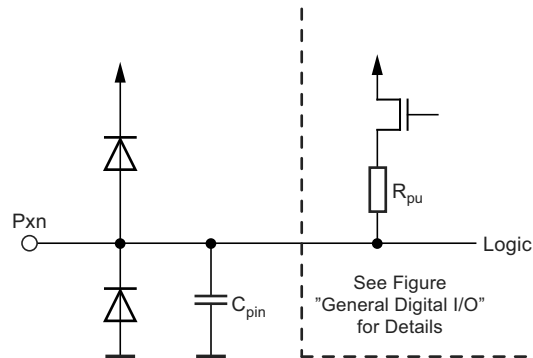 Pxn
R_pu
Logic
C_pin
See Figure
"General Digital I/O"
for Details